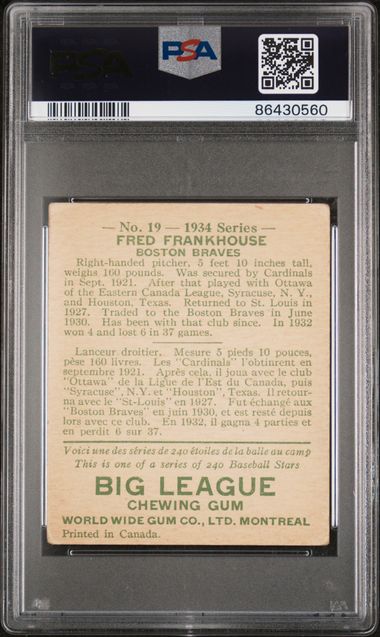 PSA
PSA
86430560
— No. 19 — 1934 Series —
FRED FRANKHOUSE
BOSTON BRAVES
Right-handed pitcher, 5 feet 10 inches tall,
weighs 160 pounds. Was secured by Cardinals
in Sept. 1921. After that played with Ottawa
of the Eastern Canada League, Syracuse, N. Y.,
and Houston, Texas. Returned to St. Louis in
1927. Traded to the Boston Braves in June
1930. Has been with that club since. In 1932
won 4 and lost 6 in 37 games.
Lanceur droitier. Mesure 5 pieds 10 pouces,
pèse 160 livres. Les "Cardinals" l'obtinrent en
septembre 1921. Après cela, il joua avec le club
"Ottawa" de la Ligue de l'Est du Canada, puis
"Syracuse", N.Y. et "Houston", Texas. Il retour-
na avec le "St-Louis" en 1927. Fut échangé aux
"Boston Braves" en juin 1930, et est resté depuis
lors avec ce club. En 1932, il gagna 4 parties et
en perdit 6 sur 37.
Voici une des séries de 240 étoiles de la balle au camp
This is one of a series of 240 Baseball Stars
BIG LEAGUE
CHEWING GUM
WORLD WIDE GUM CO., LTD. MONTREAL
Printed in Canada.